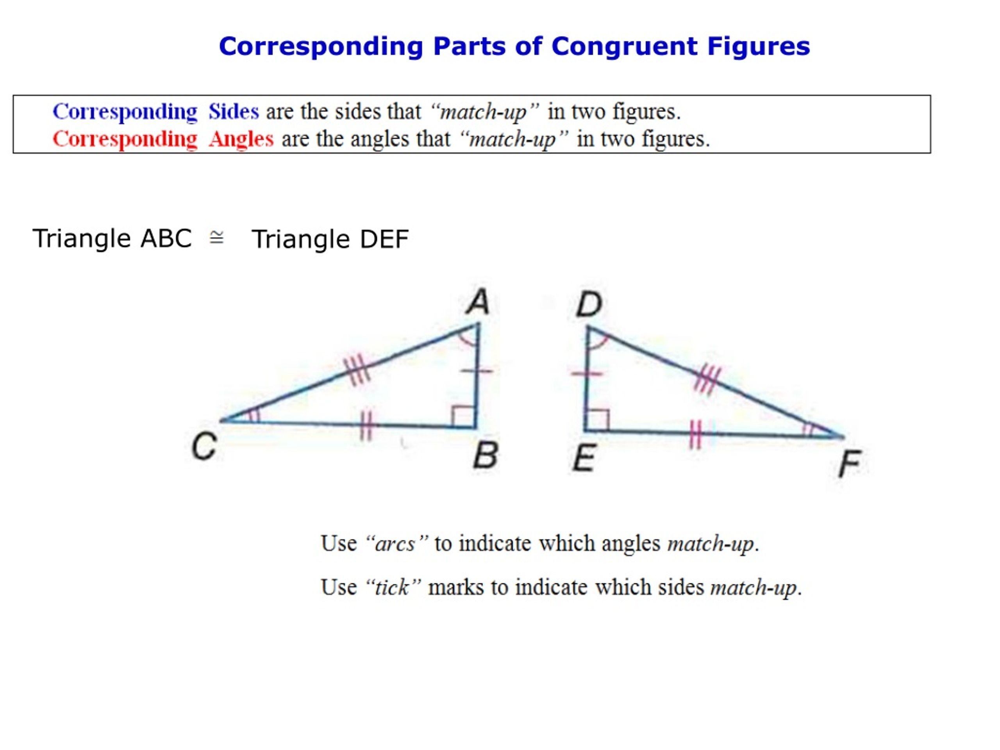 Corresponding Parts of Congruent Figures
Corresponding Sides are the sides that “match-up” in two figures.
Corresponding Angles are the angles that “match-up” in two figures.
Triangle ABC ≅ Triangle DEF
A D
C B E F
Use “arcs” to indicate which angles match-up.
Use “tick” marks to indicate which sides match-up.